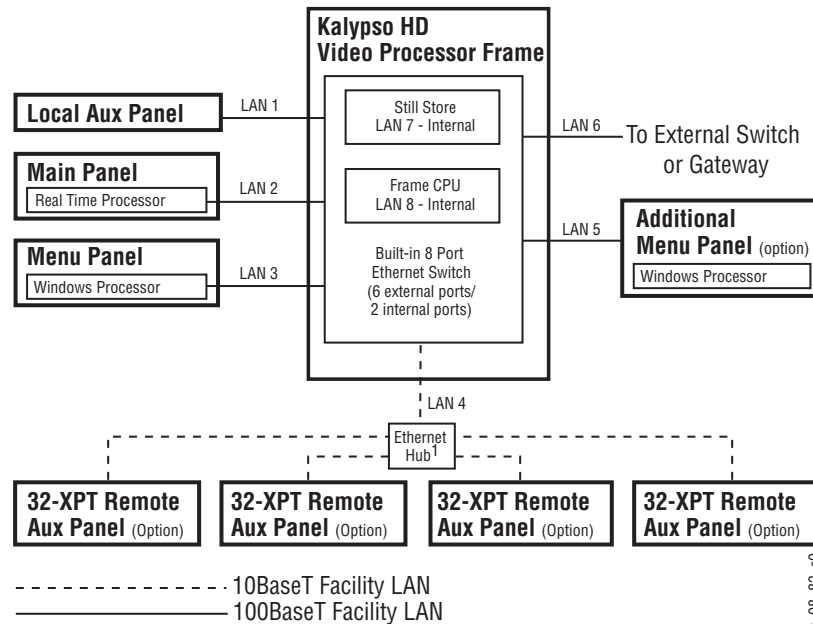 Kalypso HD
Video Processor Frame
Local Aux Panel
LAN 1
Still Store
LAN 7 - Internal
LAN 6
To External Switch
or Gateway
Main Panel
Real Time Processor
LAN 2
Frame CPU
LAN 8 - Internal
LAN 5
Additional
Menu Panel (option)
Windows Processor
Menu Panel
Windows Processor
LAN 3
Built-in 8 Port
Ethernet Switch
(6 external ports/
2 internal ports)
LAN 4
Ethernet
Hub1
32-XPT Remote
Aux Panel (Option)
32-XPT Remote
Aux Panel (Option)
32-XPT Remote
Aux Panel (Option)
32-XPT Remote
Aux Panel (Option)
10BaseT Facility LAN
100BaseT Facility LAN